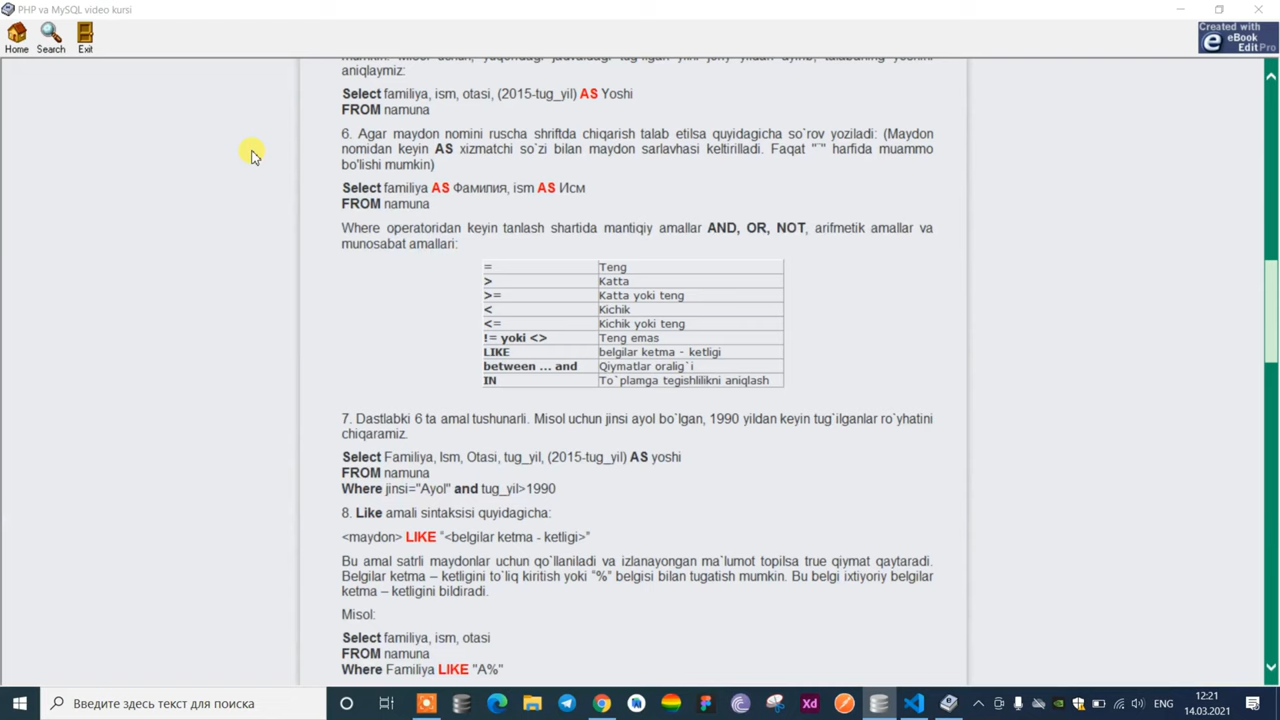 PHP va MySQL video kursi
Home Search Exit
Created with
eBook
Edit Pro
aniqlaymiz:
Select familiya, ism, otasi, (2015-tug_yil) AS Yoshi
FROM namuna
6. Agar maydon nomini ruscha shriftda chiqarish talab etilsa quyidagicha so`rov yoziladi: (Maydon
nomidan keyin AS xizmatchi so`zi bilan maydon sarlavhasi keltirilladi. Faqat "¨" harfida muammo
bo'lishi mumkin)
Select familiya AS Фамипия, ism AS Исм
FROM namuna
Where operatoridan keyin tanlash shartida mantiqiy amallar AND, OR, NOT, arifmetik amallar va
munosabat amallari:
= Teng
> Katta
>= Katta yoki teng
< Kichik
<= Kichik yoki teng
!= yoki <> Teng emas
LIKE belgilar ketma - ketligi
between ... and Qiymatlar oralig`i
IN To`plamga tegishlilikni aniqlash
7. Dastlabki 6 ta amal tushunarli. Misol uchun jinsi ayol bo`lgan, 1990 yildan keyin tug`ilganlar ro`yhatini
chiqaramiz.
Select Familiya, Ism, Otasi, tug_yil, (2015-tug_yil) AS yoshi
FROM namuna
Where jinsi="Ayol" and tug_yil>1990
8. Like amali sintaksisi quyidagicha:
<maydon> LIKE "<belgilar ketma - ketligi>"
Bu amal satrli maydonlar uchun qo`llaniladi va izlanayongan ma`lumot topilsa true qiymat qaytaradi.
Belgilar ketma – ketligini to`liq kiritish yoki "%" belgisi bilan tugatish mumkin. Bu belgi ixtiyoriy belgilar
ketma – ketligini bildiradi.
Misol:
Select familiya, ism, otasi
FROM namuna
Where Familiya LIKE "A%"
Введите здесь текст для поиска
Xd
ENG
12:21
14.03.2021